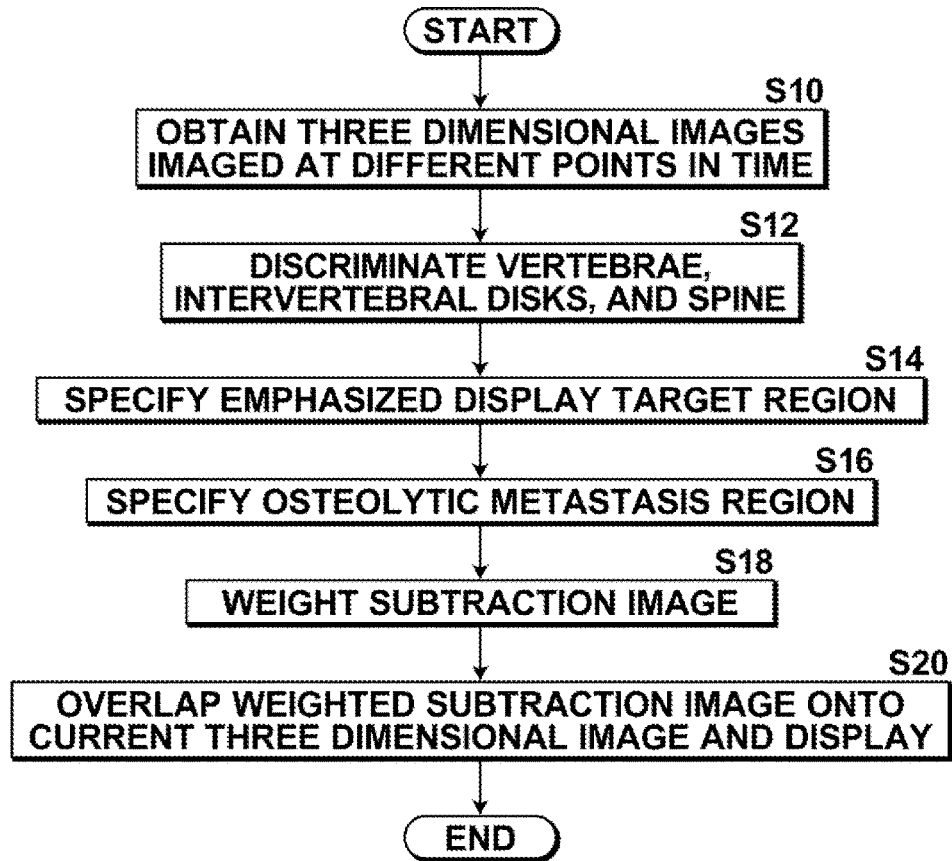 START
S10
OBTAIN THREE DIMENSIONAL IMAGES
IMAGED AT DIFFERENT POINTS IN TIME
S12
DISCRIMINATE VERTEBRAE,
INTERVERTEBRAL DISKS, AND SPINE
S14
SPECIFY EMPHASIZED DISPLAY TARGET REGION
S16
SPECIFY OSTEOLYTIC METASTASIS REGION
S18
WEIGHT SUBTRACTION IMAGE
S20
OVERLAP WEIGHTED SUBTRACTION IMAGE ONTO
CURRENT THREE DIMENSIONAL IMAGE AND DISPLAY
END